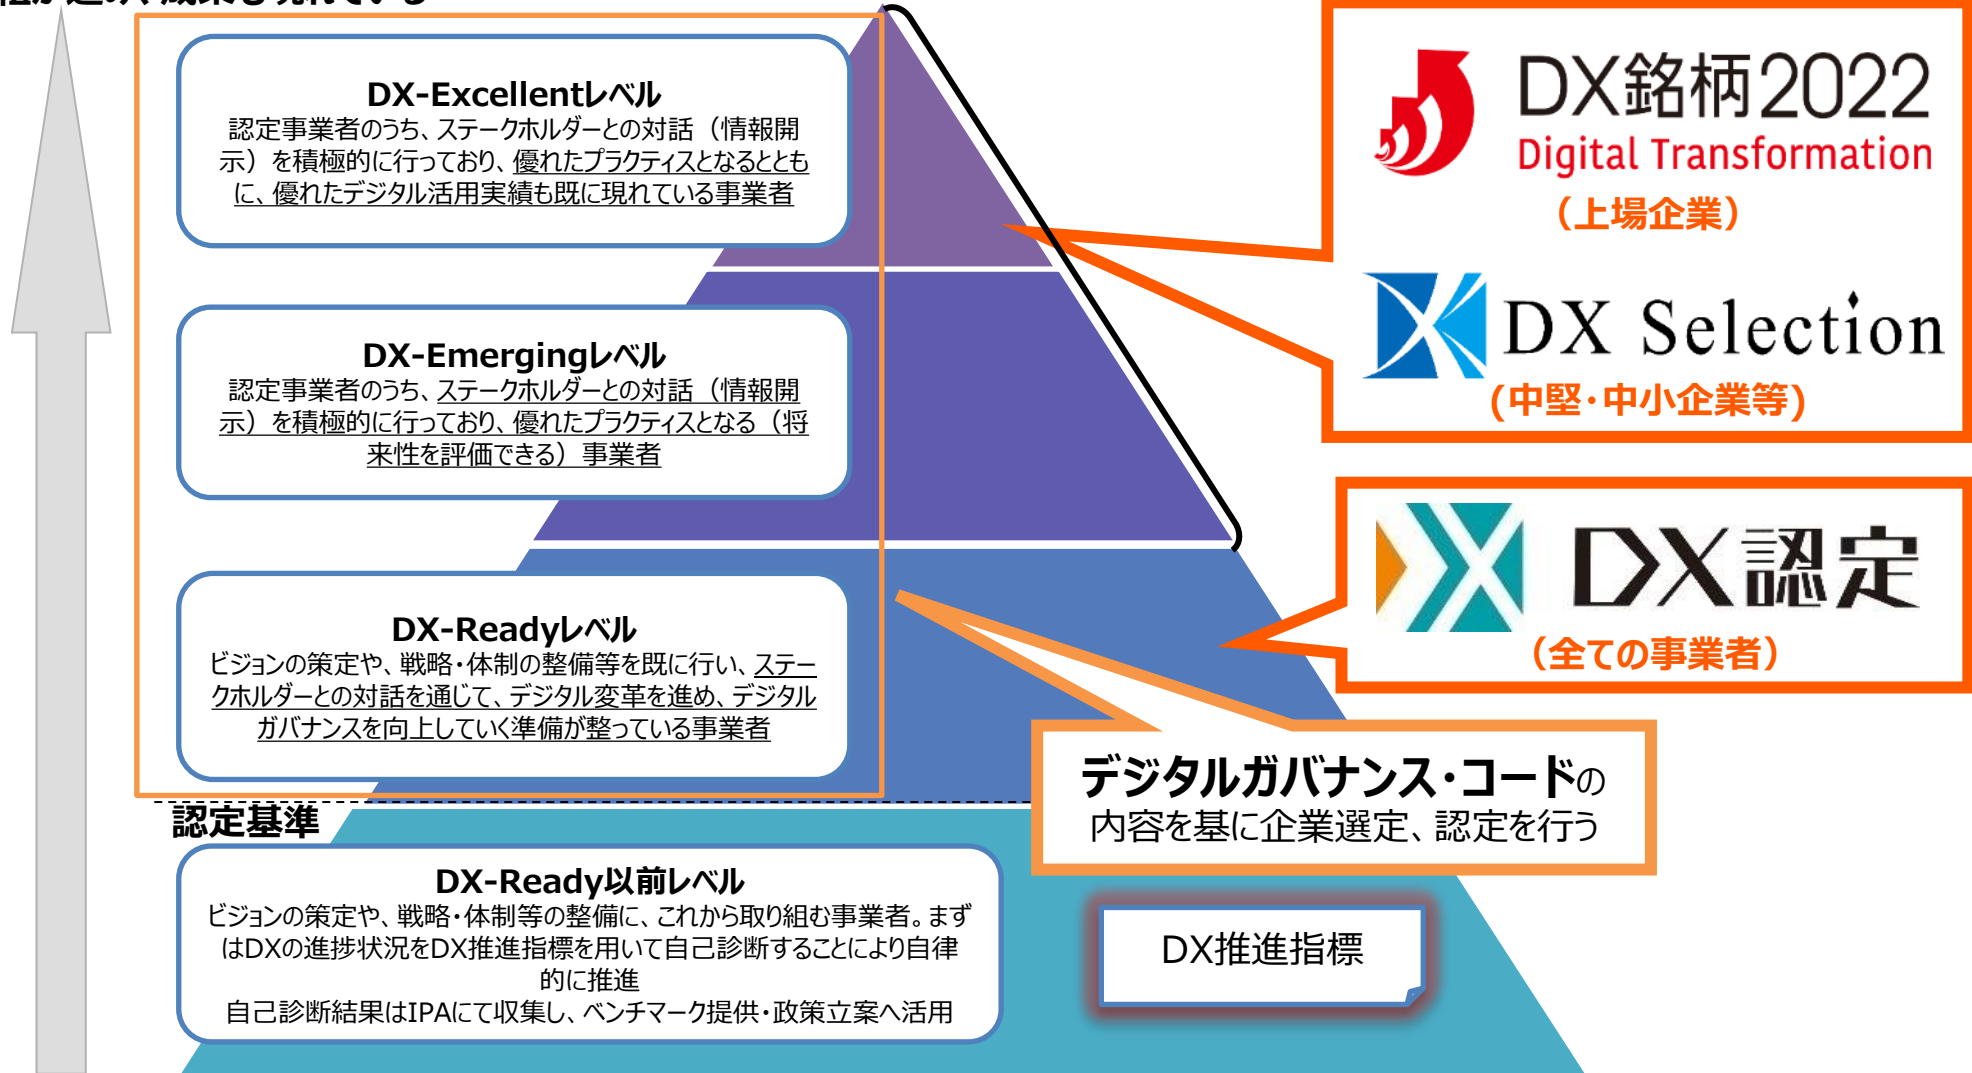 DX-Excellentレベル
認定事業者のうち、ステークホルダーとの対話（情報開
示）を積極的に行っており、優れたプラクティスとなるととも
に、優れたデジタル活用実績も既に現れている事業者
DX銘柄2022
Digital Transformation
（上場企業）
DX Selection
(中堅・中小企業等)
DX-Emergingレベル
認定事業者のうち、ステークホルダーとの対話（情報開
示）を積極的に行っており、優れたプラクティスとなる（将
来性を評価できる）事業者
DX認定
（全ての事業者）
DX-Readyレベル
ビジョンの策定や、戦略・体制の整備等を既に行い、ステー
クホルダーとの対話を通じて、デジタル変革を進め、デジタル
ガバナンスを向上していく準備が整っている事業者
デジタルガバナンス・コードの
内容を基に企業選定、認定を行う
認定基準
DX-Ready以前レベル
ビジョンの策定や、戦略・体制等の整備に、これから取り組む事業者。まず
はDXの進捗状況をDX推進指標を用いて自己診断することにより自律
的に推進
自己診断結果はIPAにて収集し、ベンチマーク提供・政策立案へ活用
DX推進指標